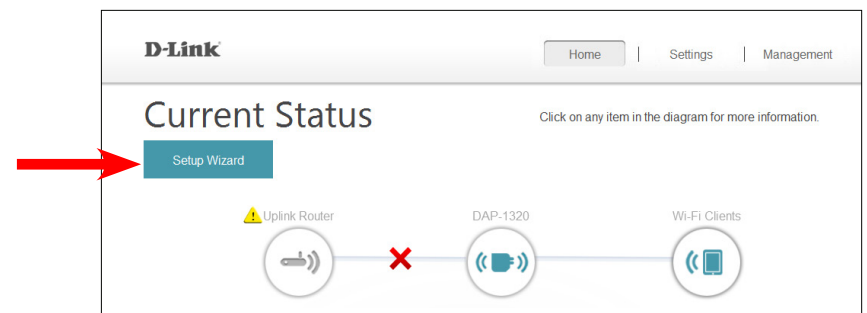 D-Link
Home | Settings | Management
Current Status
Click on any item in the diagram for more information.
Setup Wizard
Uplink Router
DAP-1320
Wi-Fi Clients